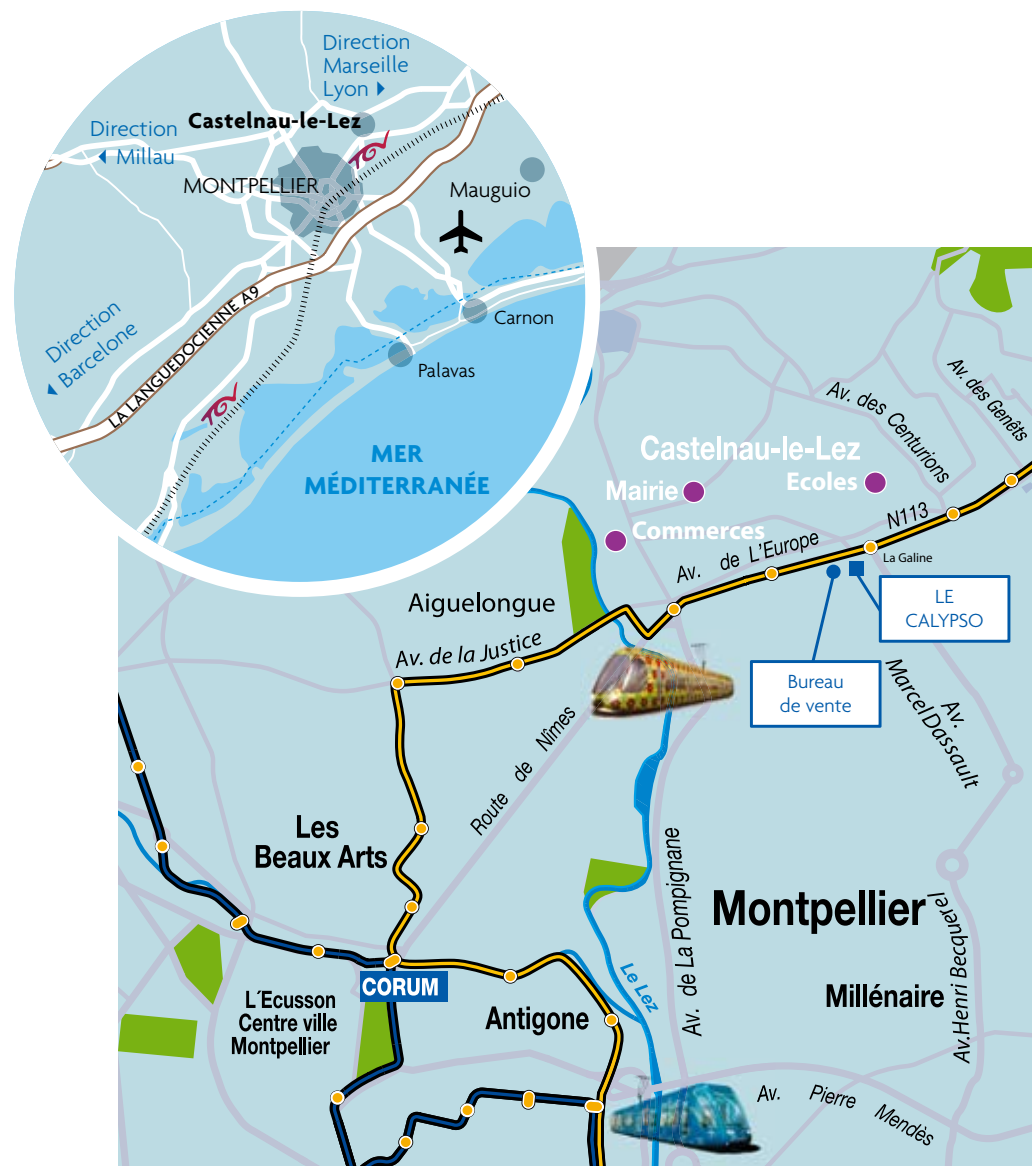 Direction
Marseille
Lyon
Castelnau-le-Lez
Direction
Millau
TGV
MONTPELLIER
Mauguio
LA LANGUEDOCIENNE A9
Direction
Barcelone
Carnon
Palavas
TGV
MER
MÉDITERRANÉE
Av. des Genêts
Av. des Centurions
Castelnau-le-Lez
Mairie
Ecoles
Commerces
N113
Av. de L'Europe
La Galine
LE
CALYPSO
Aiguelongue
Av. de la Justice
Bureau
de vente
Av.
Marcel Dassault
Route de Nîmes
Les
Beaux Arts
Av. de La Pompignane
Montpellier
Av. Henri Becquerel
Le Lez
CORUM
L´Ecusson
Centre ville
Montpellier
Antigone
Millénaire
Av. Pierre Mendès